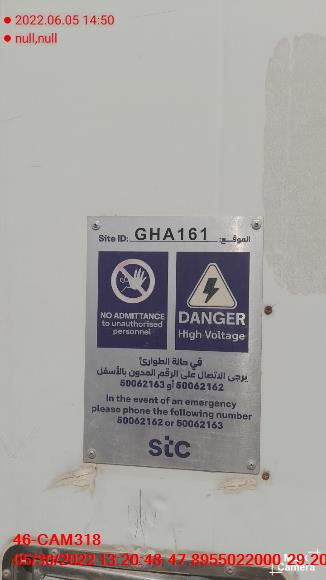 2022.06.05 14:50
null,null
Site ID: GHA161 الموقع:
NO ADMITTANCE
to unauthorised
personnel
DANGER
High Voltage
في حالة الطوارئ
يرجى الاتصال على الرقم المدون بالأسفل
50062162 أو 50062163
In the event of an emergency
please phone the following number
50062162 or 50062163
stc
46-CAM318
05/30/2022 13 20 48 47 8955022000 29 20
Camera